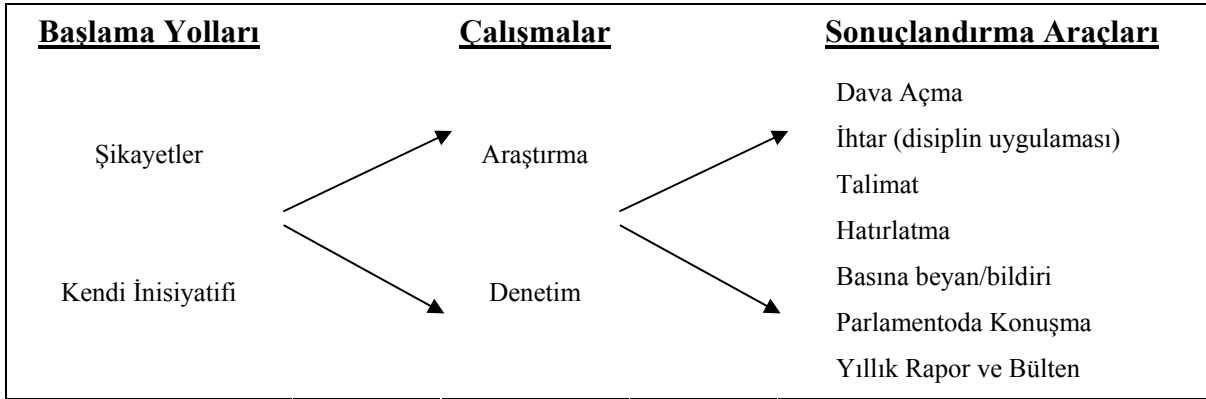 Başlama Yolları
Şikayetler
Kendi İnisiyatifi
Çalışmalar
Araştırma
Denetim
Sonuçlandırma Araçları
Dava Açma
İhtar (disiplin uygulaması)
Talimat
Hatırlatma
Basına beyan/bildiri
Parlamentoda Konuşma
Yıllık Rapor ve Bülten